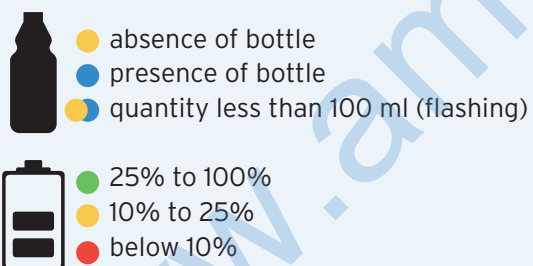 absence of bottle
presence of bottle
quantity less than 100 ml (flashing)
25% to 100%
10% to 25%
below 10%
w.am